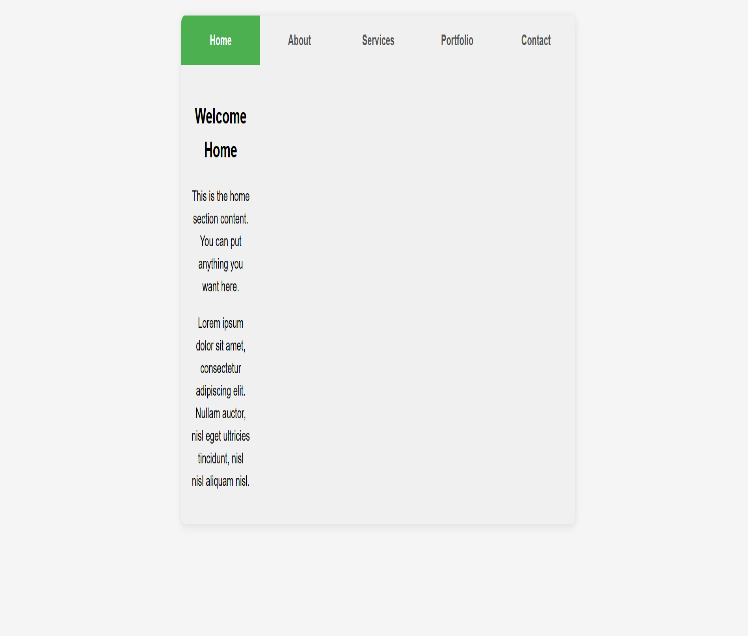 Home About Services Portfolio Contact
Welcome
Home
This is the home
section content.
You can put
anything you
want here.
Lorem ipsum
dolor sit amet,
consectetur
adipiscing elit.
Nullam auctor,
nisl eget ultricies
tincidunt, nisl
nisl aliquam nisl.